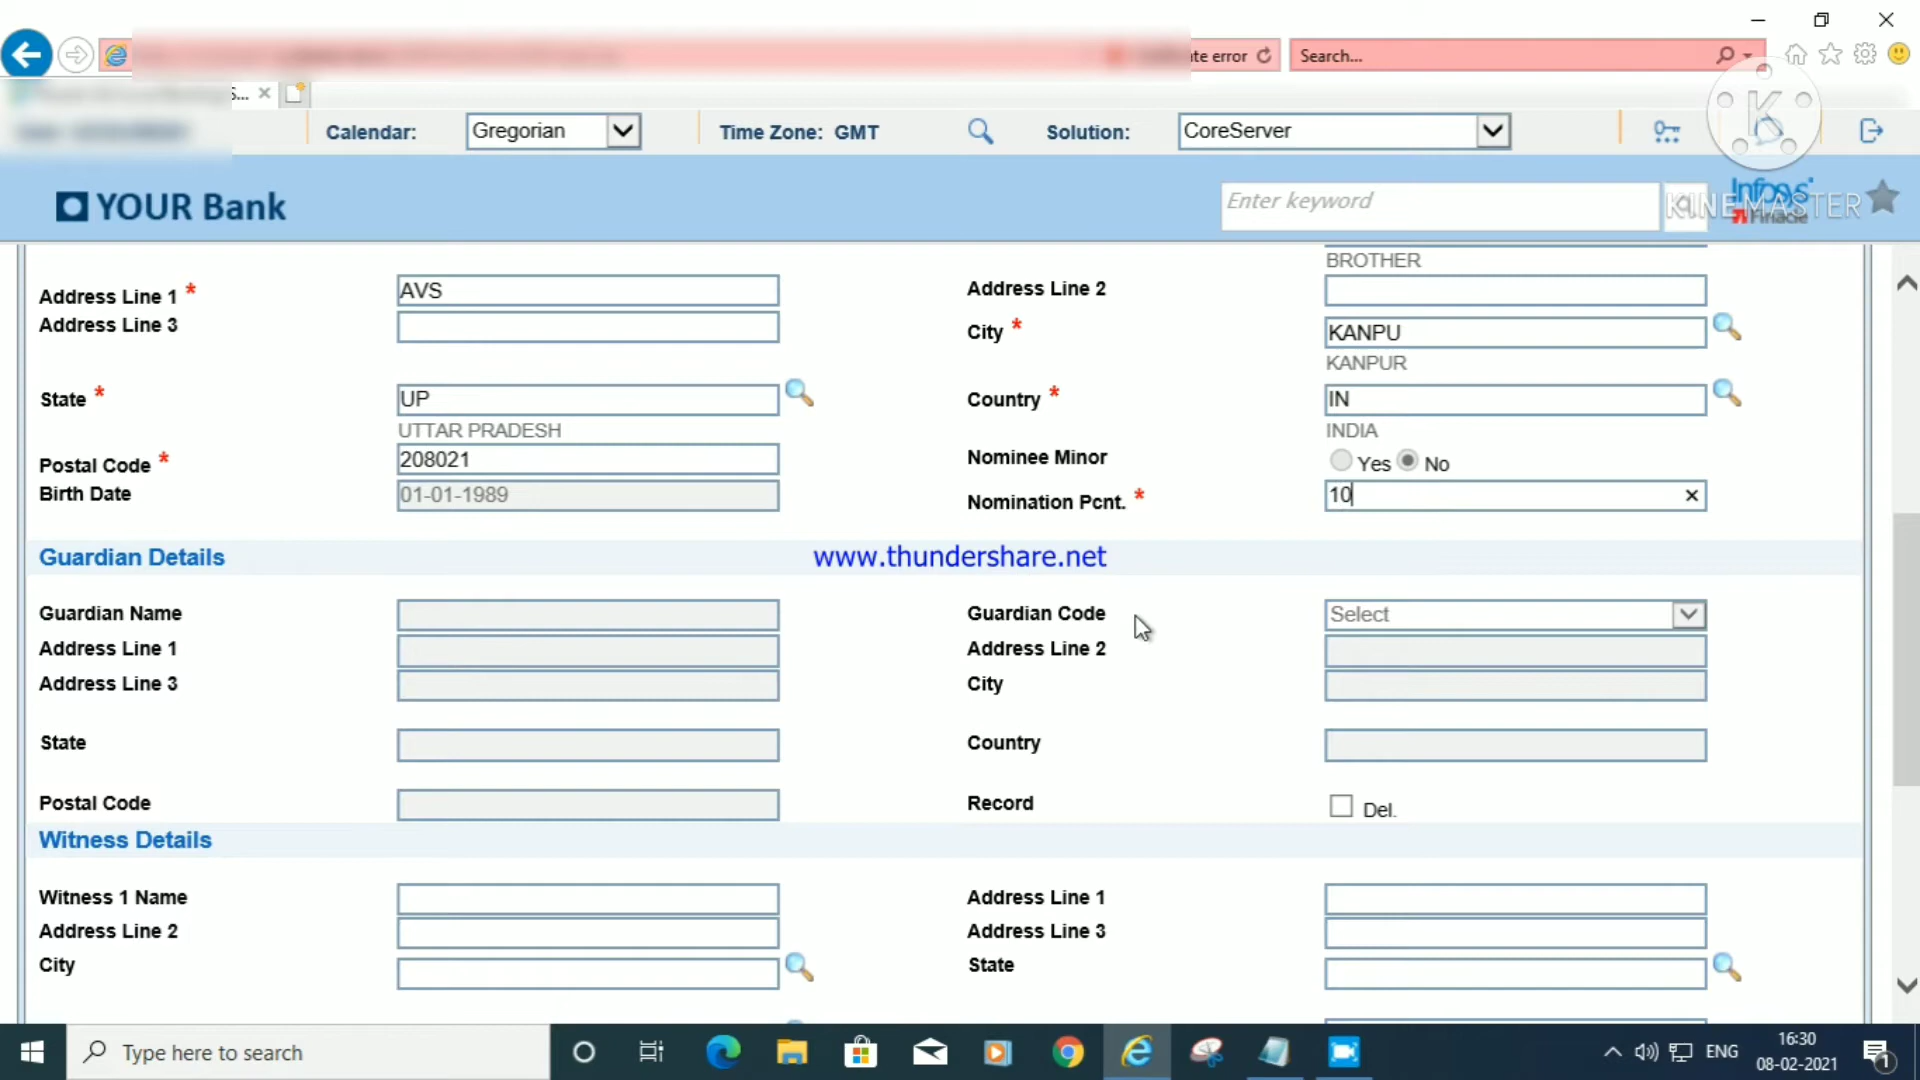 te error
Search...
S...
Calendar: Gregorian Time Zone: GMT Solution: CoreServer
YOUR Bank
Enter keyword
Infosys
Finacle
KINEMASTER
BROTHER
Address Line 1 * AVS Address Line 2
Address Line 3 City * KANPU
KANPUR
State * UP Country * IN
UTTAR PRADESH INDIA
Postal Code * 208021 Nominee Minor Yes No
Birth Date 01-01-1989 Nomination Pcnt. * 10
Guardian Details www.thundershare.net
Guardian Name Guardian Code Select
Address Line 1 Address Line 2
Address Line 3 City
State Country
Postal Code Record Del.
Witness Details
Witness 1 Name Address Line 1
Address Line 2 Address Line 3
City State
Type here to search
ENG
16:30
08-02-2021
1